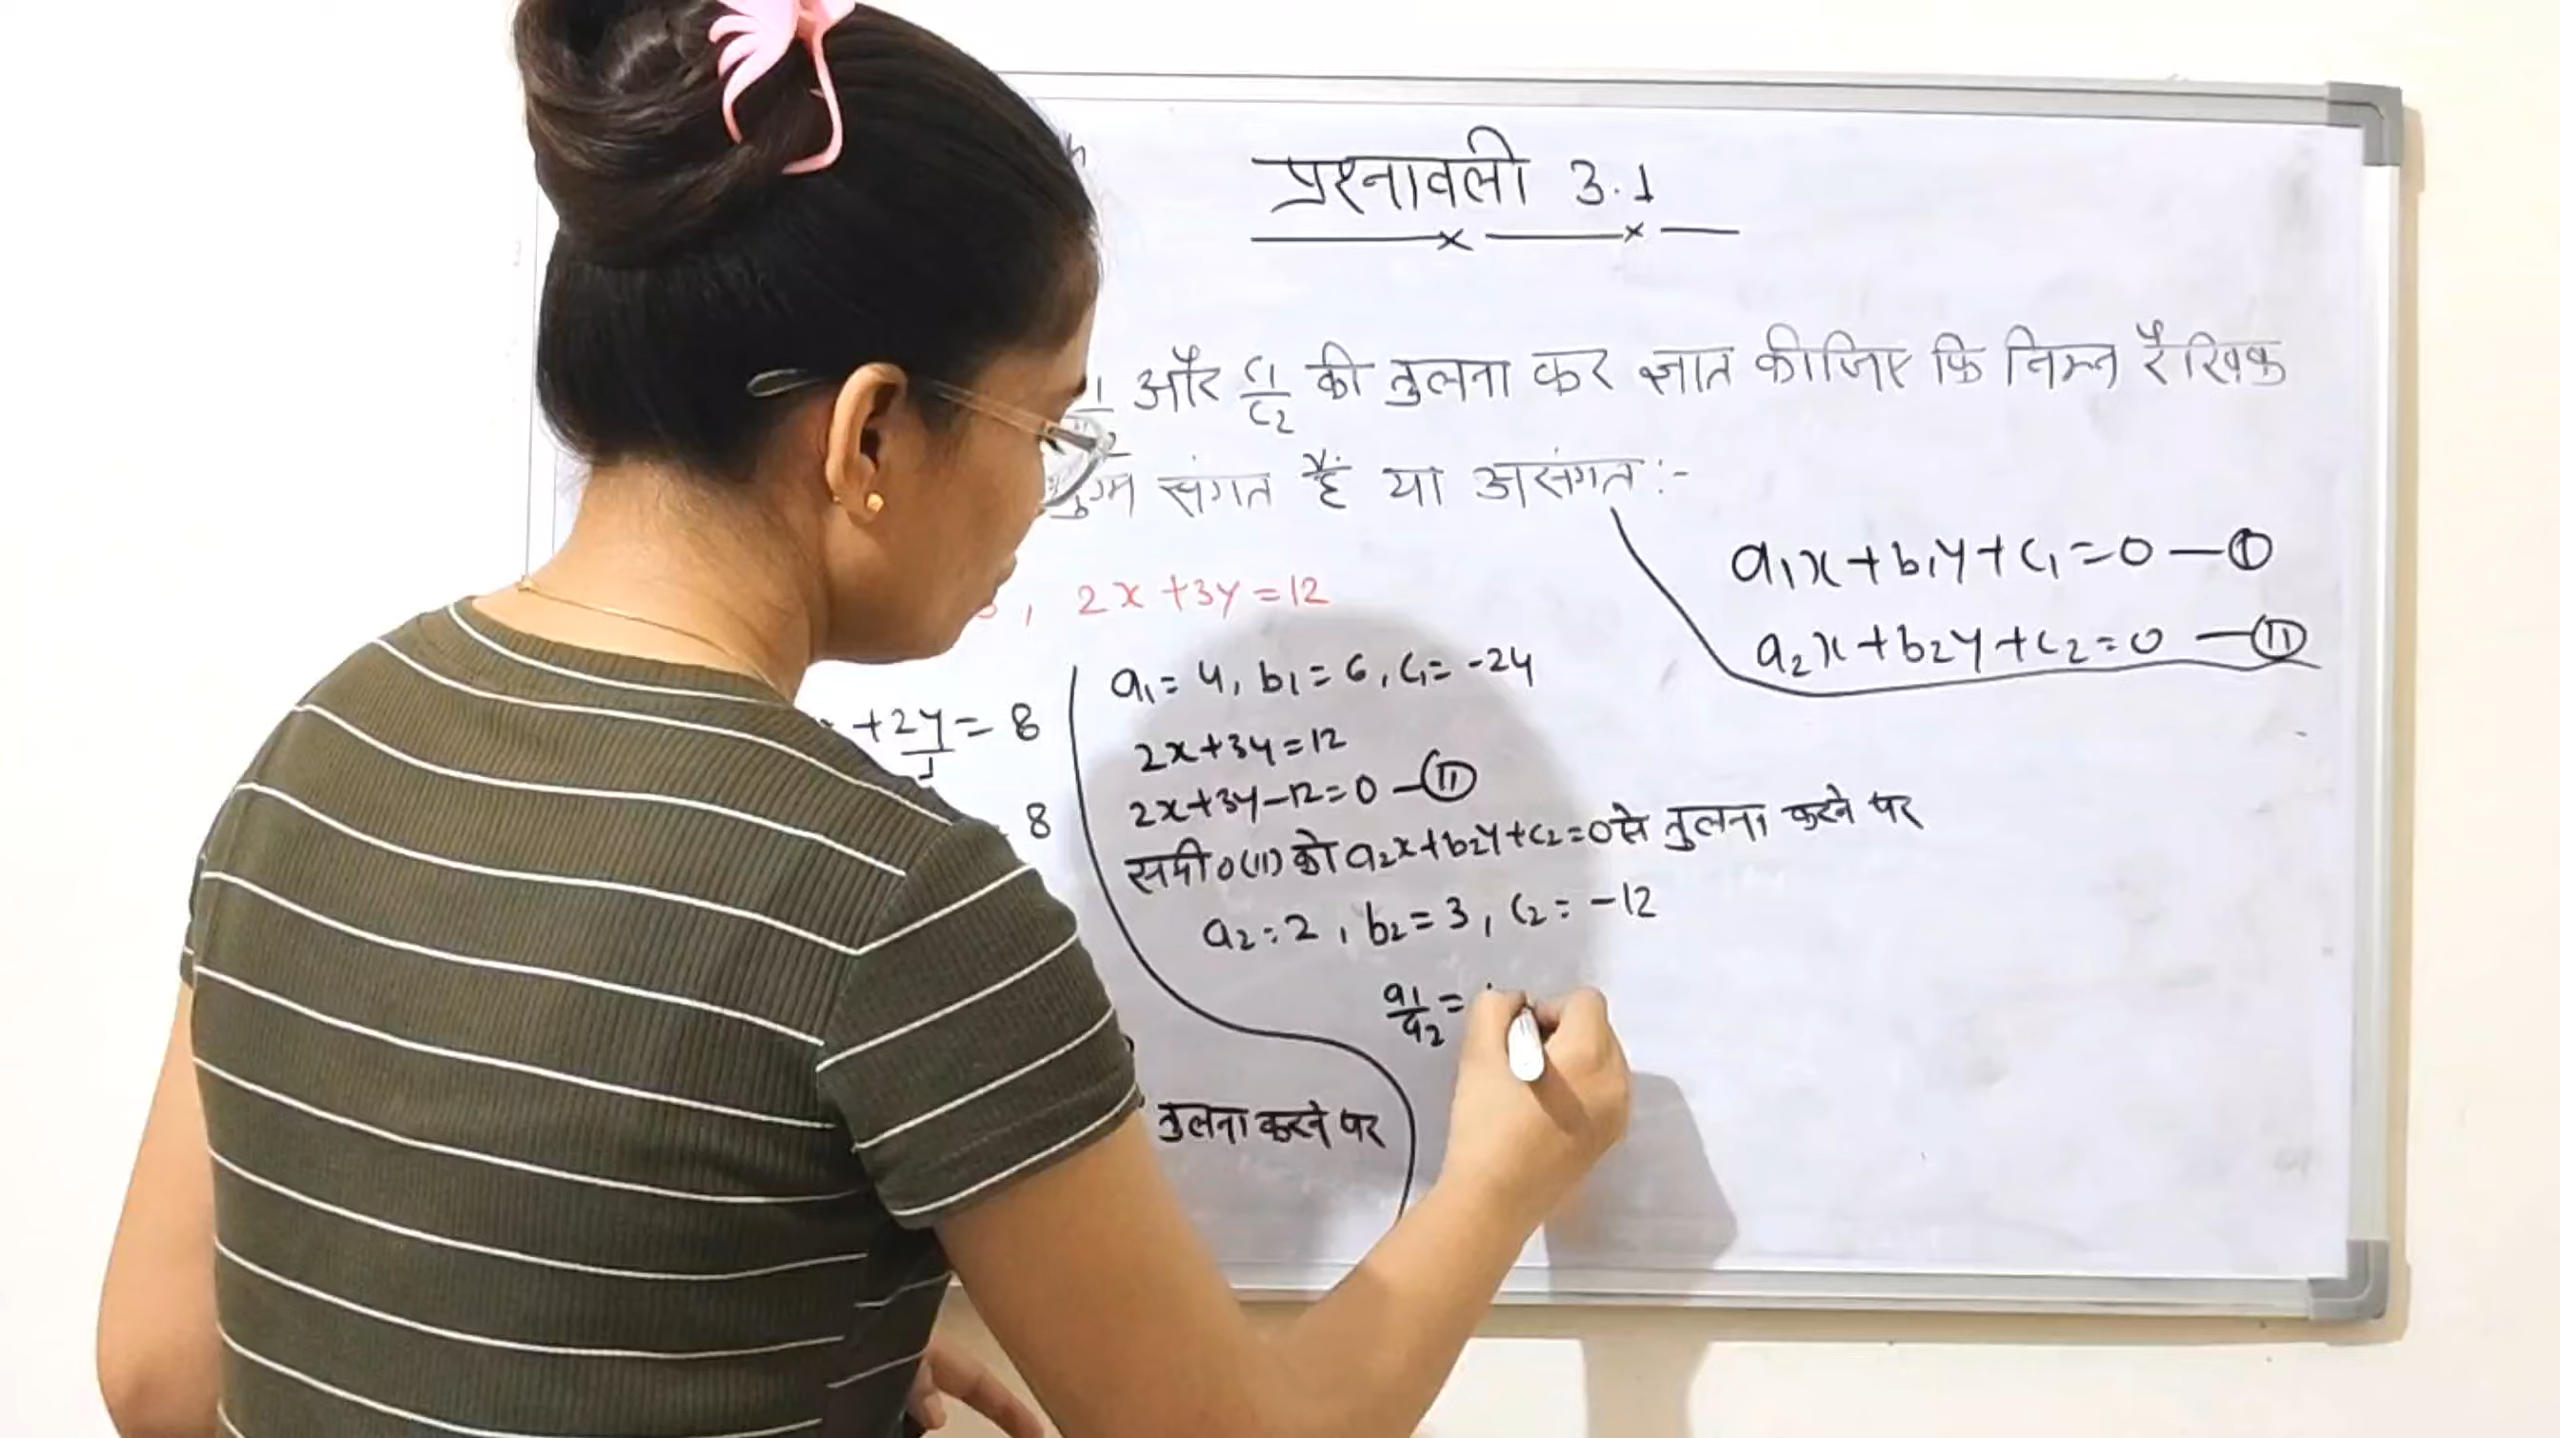 प्रश्नावली 3.1
और c1/c2 की तुलना कर ज्ञात कीजिए कि निम्न रैखिक
युग्म संगत हैं या असंगत :-
a1x+b1y+c1=0 — (I)
a2x+b2y+c2=0 — (II)
, 2x+3y=12
+2y/1=8
8
तुलना करने पर
a1=4, b1=6, c1=-24
2x+3y=12
2x+3y-12=0 — (II)
समी० (II) को a2x+b2y+c2=0 से तुलना करने पर
a2=2, b2=3, c2=-12
a1/a2=